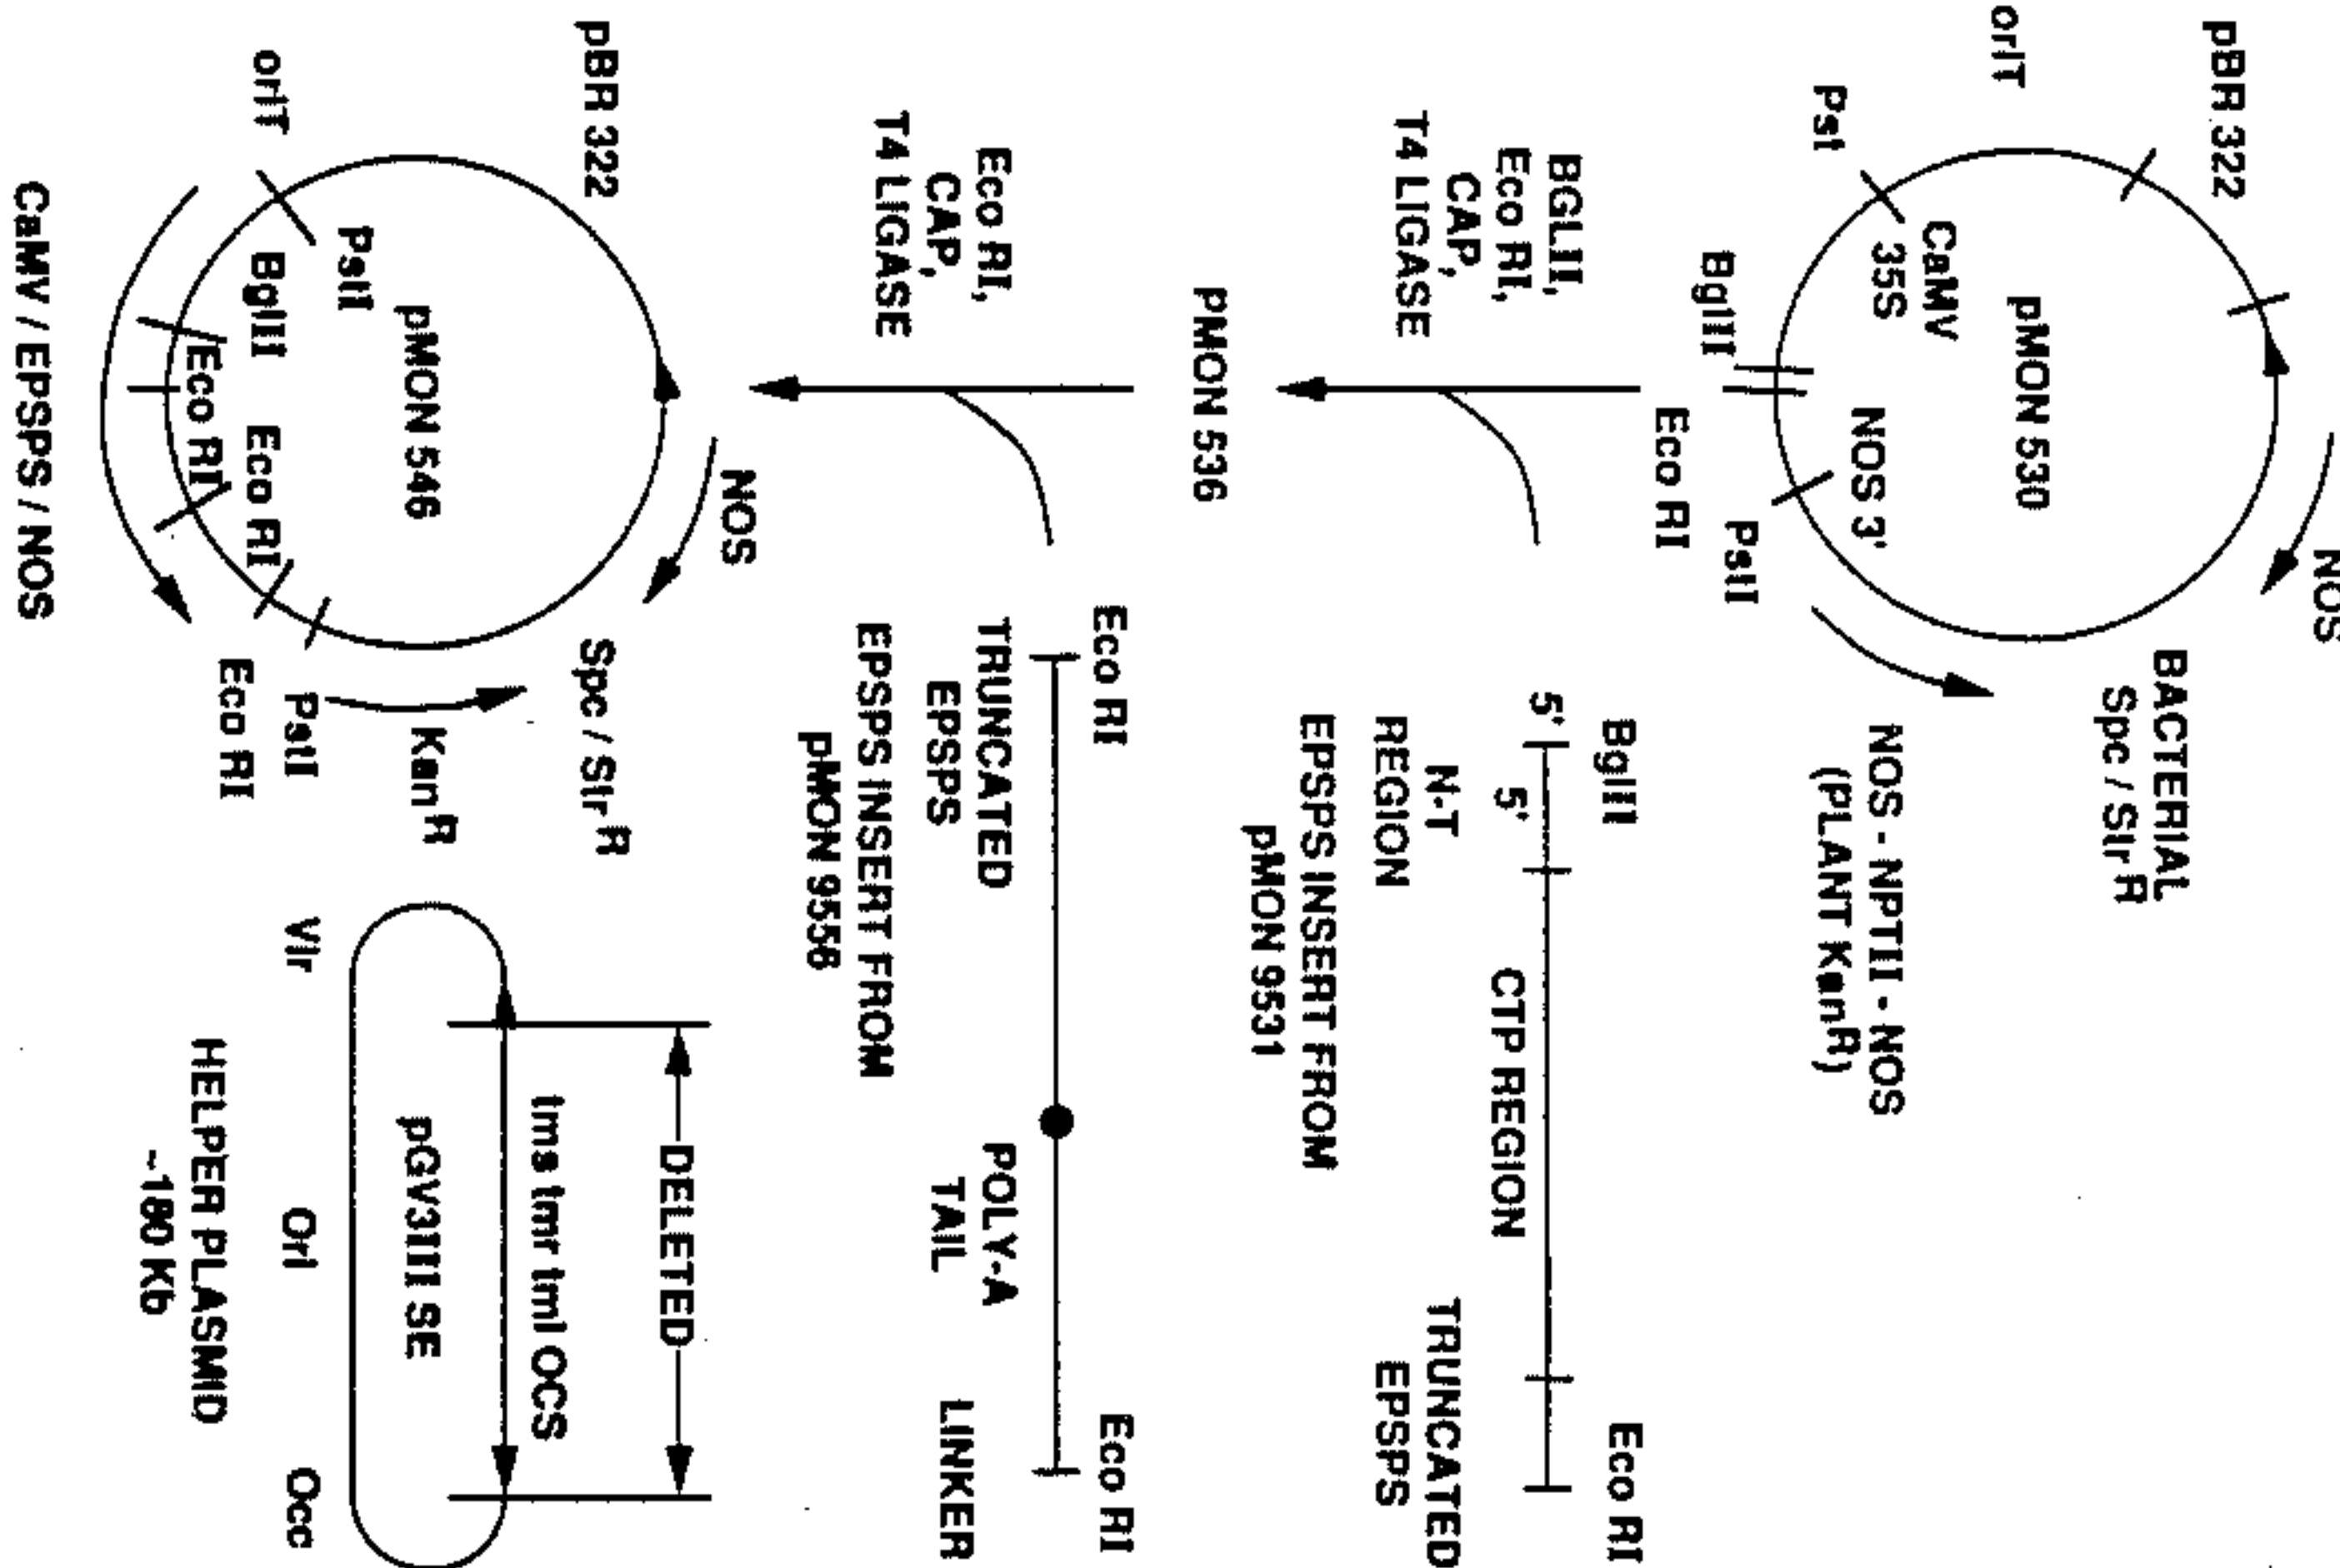 NOS
pBR 322
oriT
PstI
CaMV
35S
pMON 530
NOS 3'
BglII
Eco RI
PstI
BACTERIAL
Spc / Str R
NOS - NPTII - NOS
(PLANT KanR)
BGLII,
Eco RI,
CAP,
T4 LIGASE
BglII
Eco RI
5'
5'
CTP REGION
N-T
REGION
TRUNCATED
EPSPS
EPSPS INSERT FROM
pMON 9531
PMON 536
Eco RI,
CAP,
T4 LIGASE
Eco RI
Eco RI
TRUNCATED
EPSPS
POLY-A
TAIL
LINKER
EPSPS INSERT FROM
pMON 9556
NOS
pBR 322
oriT
PstI
BglII
Eco RI
Eco RI
pMON 546
Spc / Str R
Kan R
PstI
Eco RI
CaMV / EPSPS / NOS
DELETED
tms tmr tml OCS
pGV3111 SE
Vir
Ori
Occ
HELPER PLASMID
~180 Kb